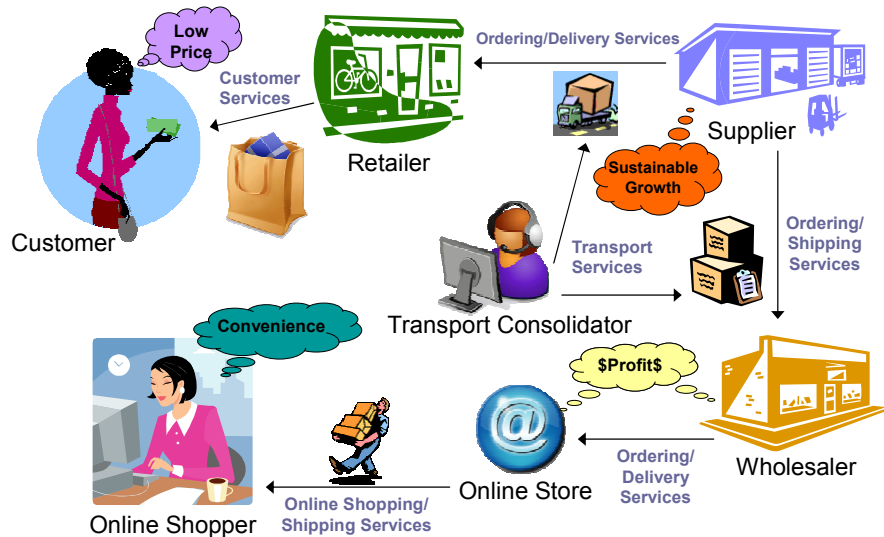 Low
Price
Customer
Services
Ordering/Delivery Services
Retailer
Supplier
Sustainable
Growth
Customer
Transport
Services
Ordering/
Shipping
Services
Transport Consolidator
Convenience
$Profit$
@
Online Store
Ordering/
Delivery
Services
Wholesaler
Online Shopping/
Shipping Services
Online Shopper